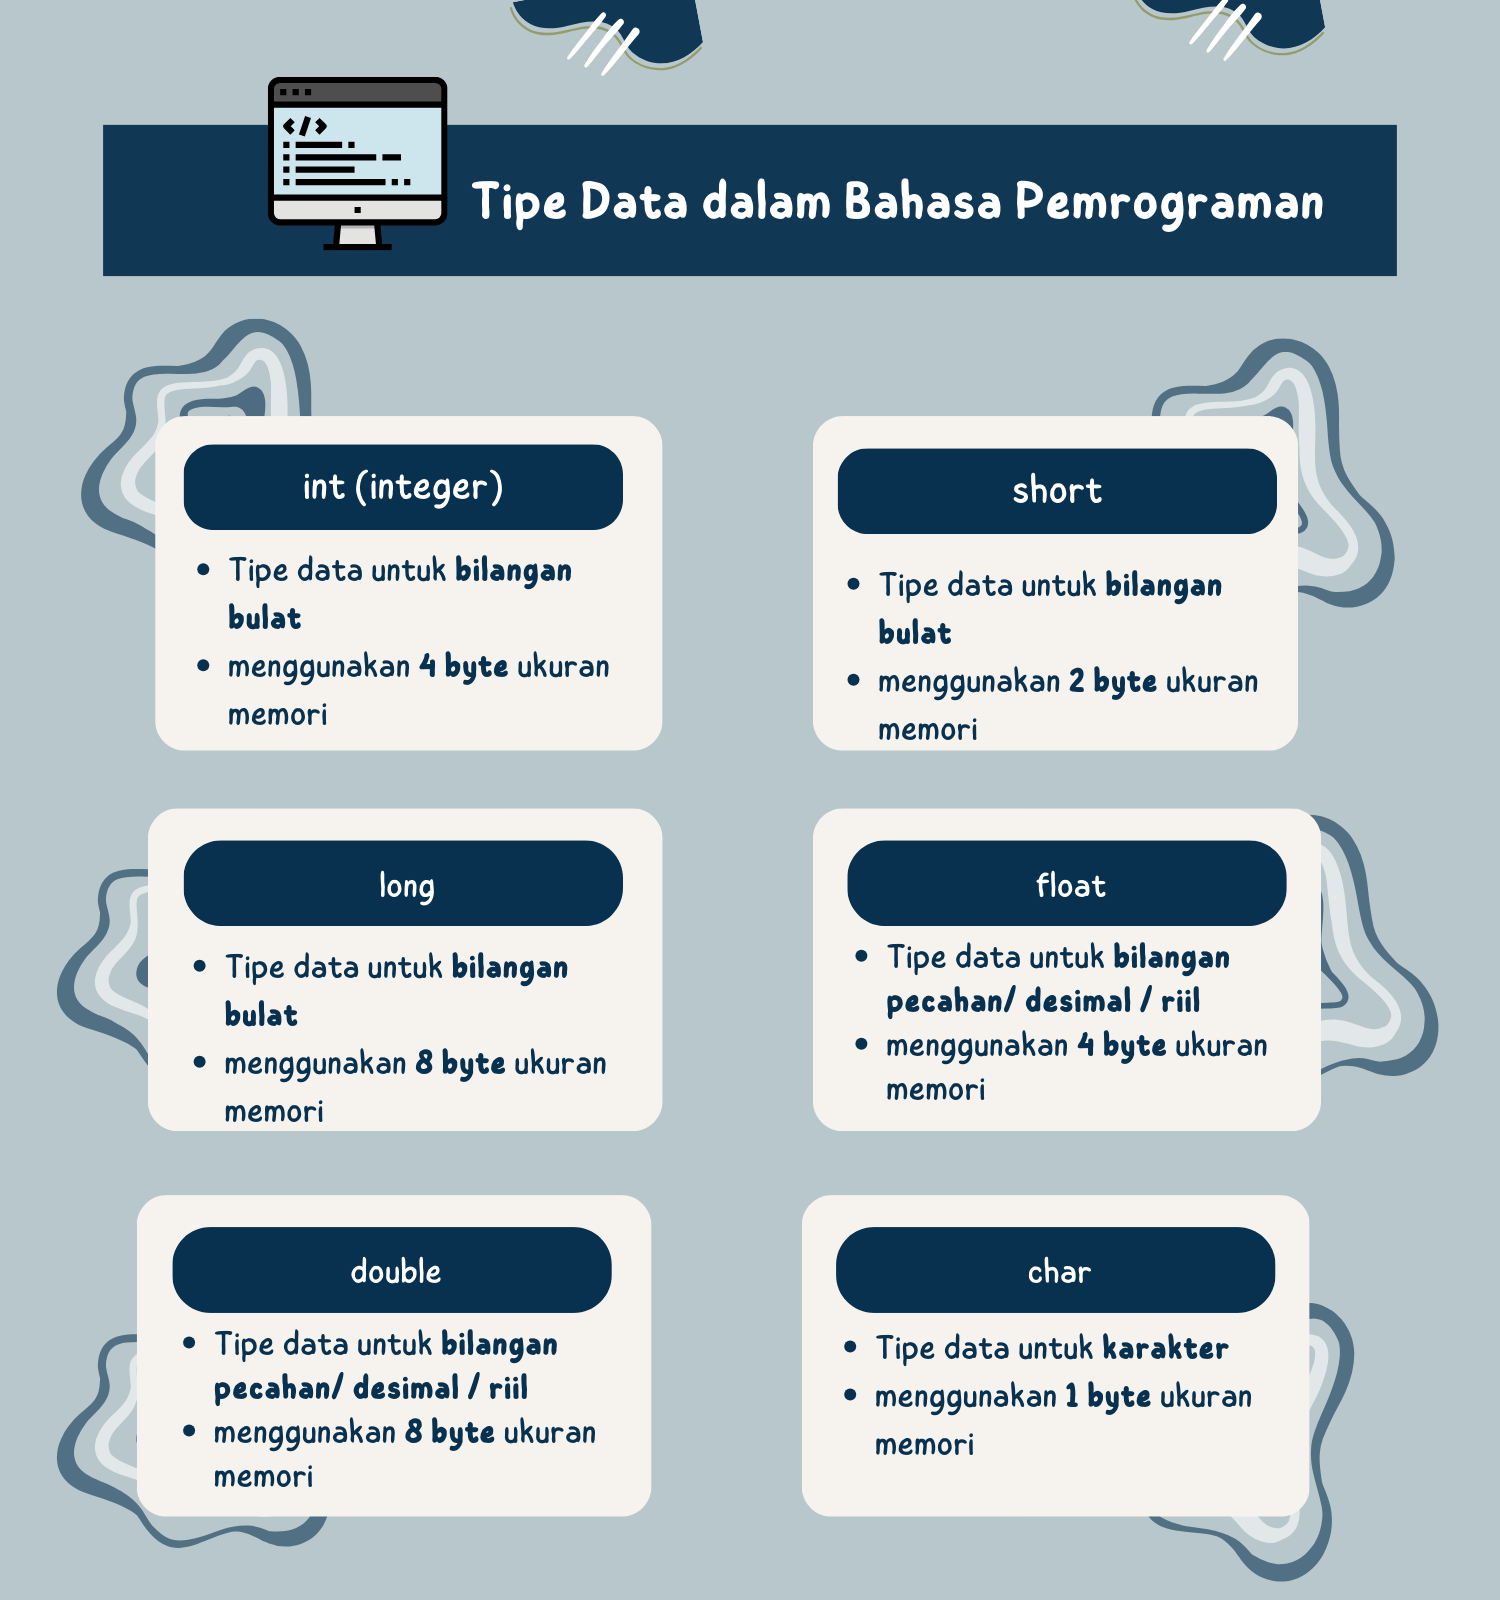 </>
Tipe Data dalam Bahasa Pemrograman
int (integer)
• Tipe data untuk bilangan
bulat
• menggunakan 4 byte ukuran
memori
short
• Tipe data untuk bilangan
bulat
• menggunakan 2 byte ukuran
memori
long
• Tipe data untuk bilangan
bulat
• menggunakan 8 byte ukuran
memori
float
• Tipe data untuk bilangan
pecahan/ desimal / riil
• menggunakan 4 byte ukuran
memori
double
• Tipe data untuk bilangan
pecahan/ desimal / riil
• menggunakan 8 byte ukuran
memori
char
• Tipe data untuk karakter
• menggunakan 1 byte ukuran
memori